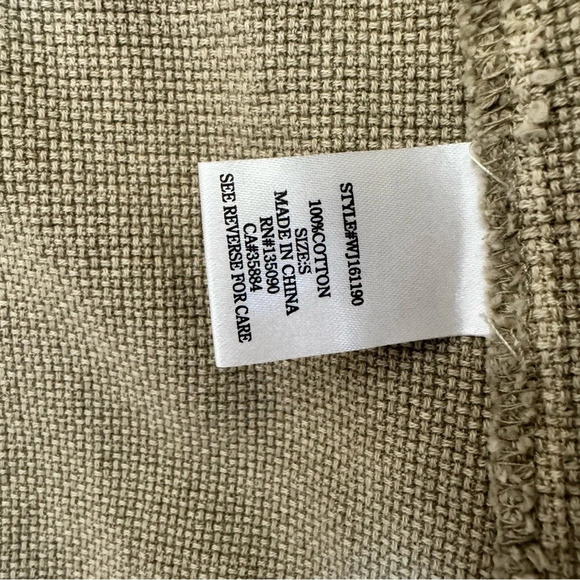 STYLE#WJ161190
100%COTTON
SIZE:S
MADE IN CHINA
RN#135090
CA#35884
SEE REVERSE FOR CARE